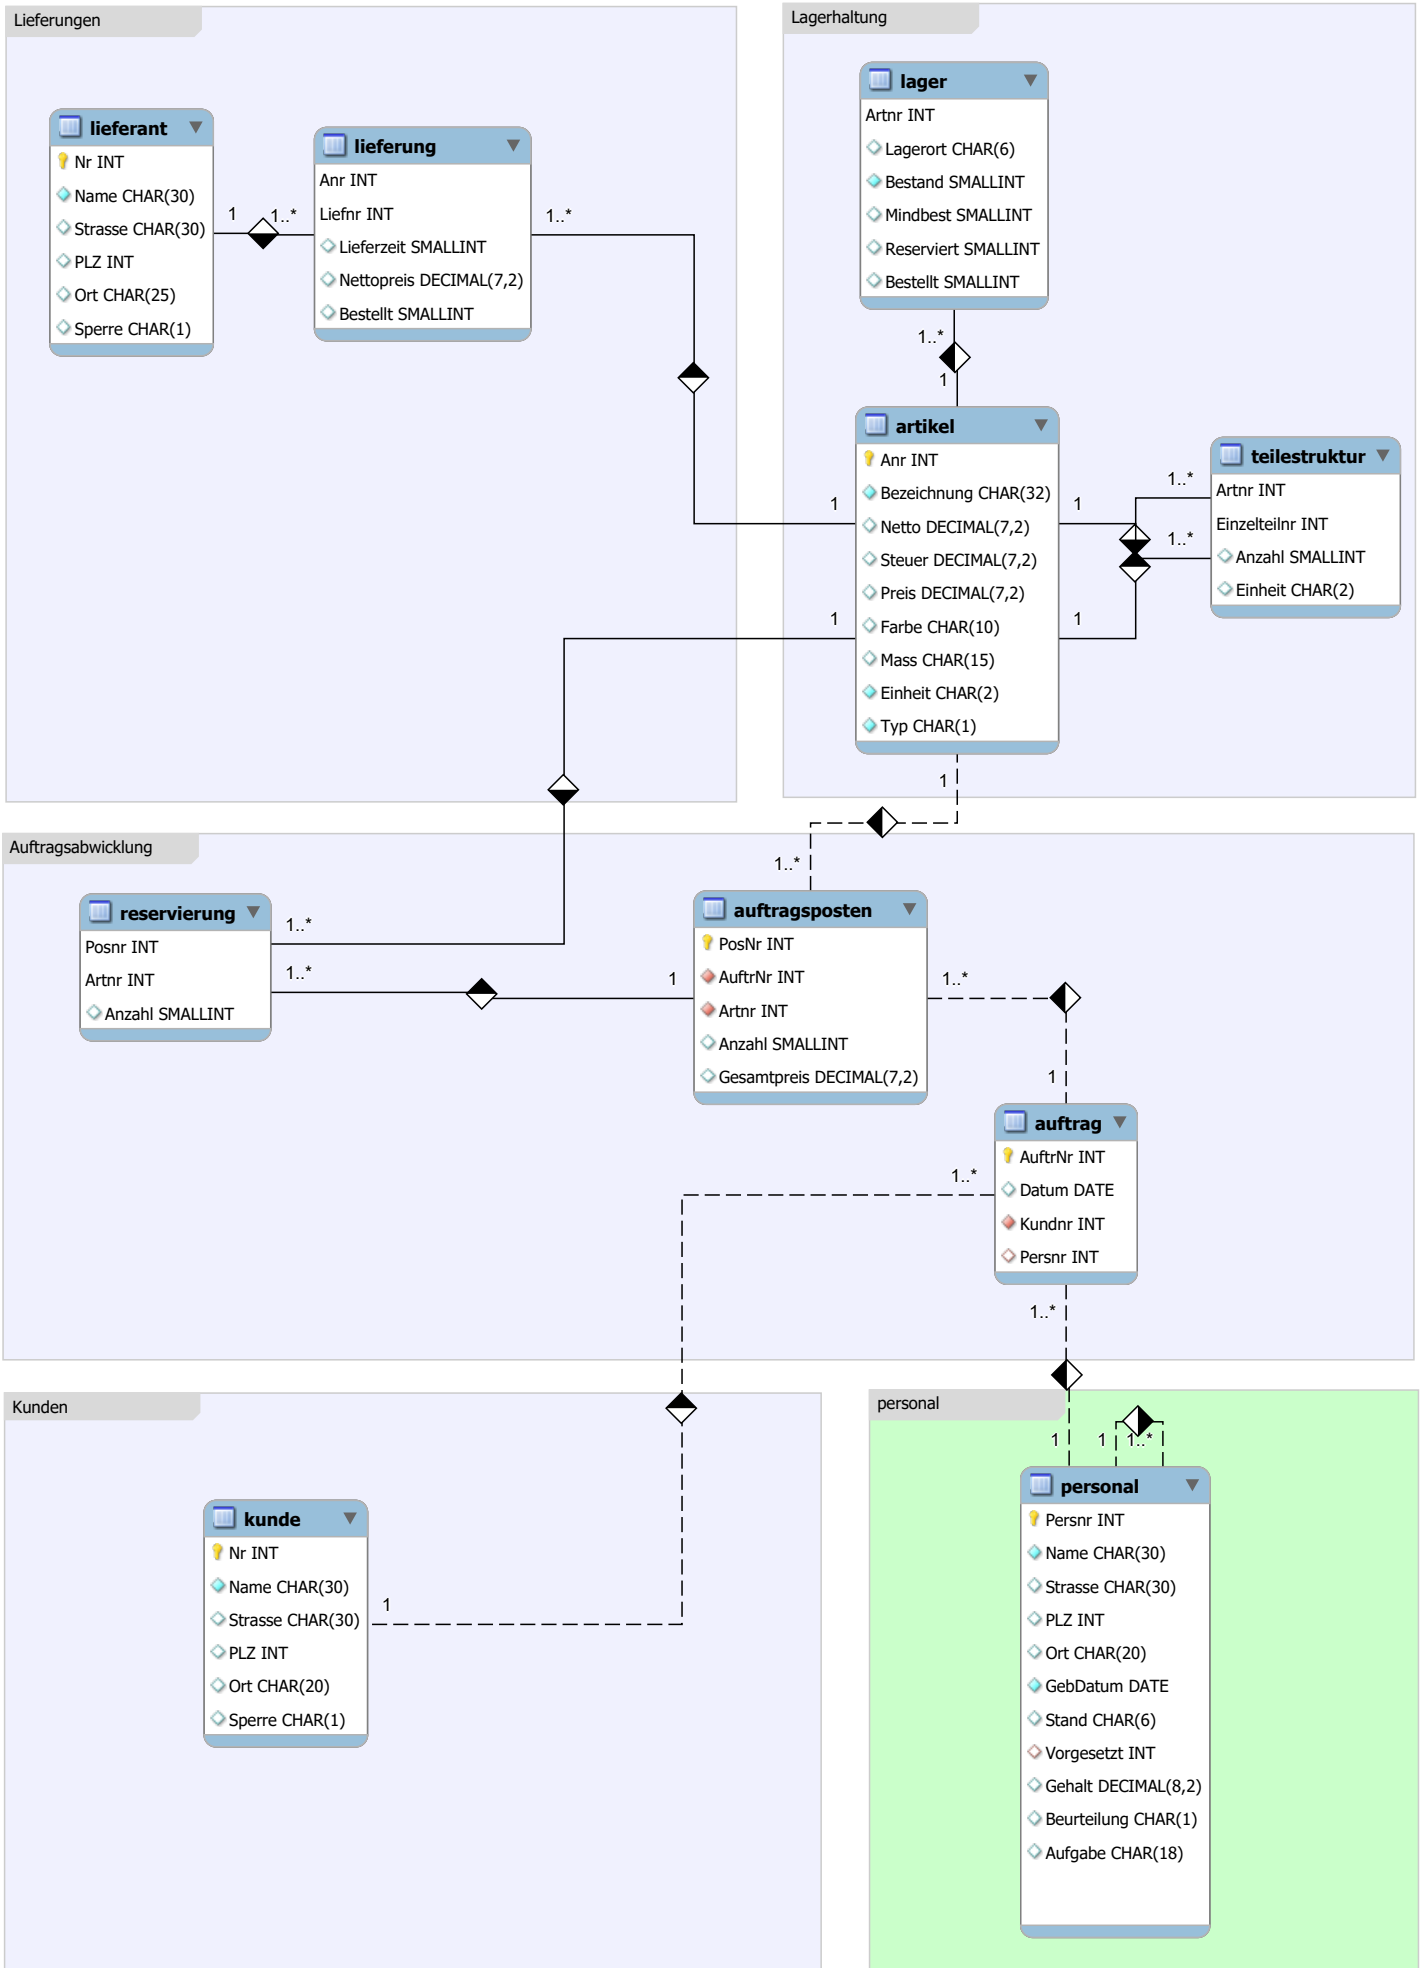 Lieferungen
lieferant
Nr INT
Name CHAR(30)
Strasse CHAR(30)
PLZ INT
Ort CHAR(25)
Sperre CHAR(1)
1
1..*
lieferung
Anr INT
Liefnr INT
Lieferzeit SMALLINT
Nettopreis DECIMAL(7,2)
Bestellt SMALLINT
1..*
Lagerhaltung
lager
Artnr INT
Lagerort CHAR(6)
Bestand SMALLINT
Mindbest SMALLINT
Reserviert SMALLINT
Bestellt SMALLINT
1..*
1
artikel
Anr INT
Bezeichnung CHAR(32)
Netto DECIMAL(7,2)
Steuer DECIMAL(7,2)
Preis DECIMAL(7,2)
Farbe CHAR(10)
Mass CHAR(15)
Einheit CHAR(2)
Typ CHAR(1)
1
1
1
1
1
1..*
1..*
teilestruktur
Artnr INT
Einzelteilnr INT
Anzahl SMALLINT
Einheit CHAR(2)
Auftragsabwicklung
reservierung
Posnr INT
Artnr INT
Anzahl SMALLINT
1..*
1..*
1
1..*
auftragsposten
PosNr INT
AuftrNr INT
Artnr INT
Anzahl SMALLINT
Gesamtpreis DECIMAL(7,2)
1..*
1
auftrag
AuftrNr INT
Datum DATE
Kundnr INT
Persnr INT
1..*
1..*
Kunden
kunde
Nr INT
Name CHAR(30)
Strasse CHAR(30)
PLZ INT
Ort CHAR(20)
Sperre CHAR(1)
1
personal
1
1
1..*
personal
Persnr INT
Name CHAR(30)
Strasse CHAR(30)
PLZ INT
Ort CHAR(20)
GebDatum DATE
Stand CHAR(6)
Vorgesetzt INT
Gehalt DECIMAL(8,2)
Beurteilung CHAR(1)
Aufgabe CHAR(18)